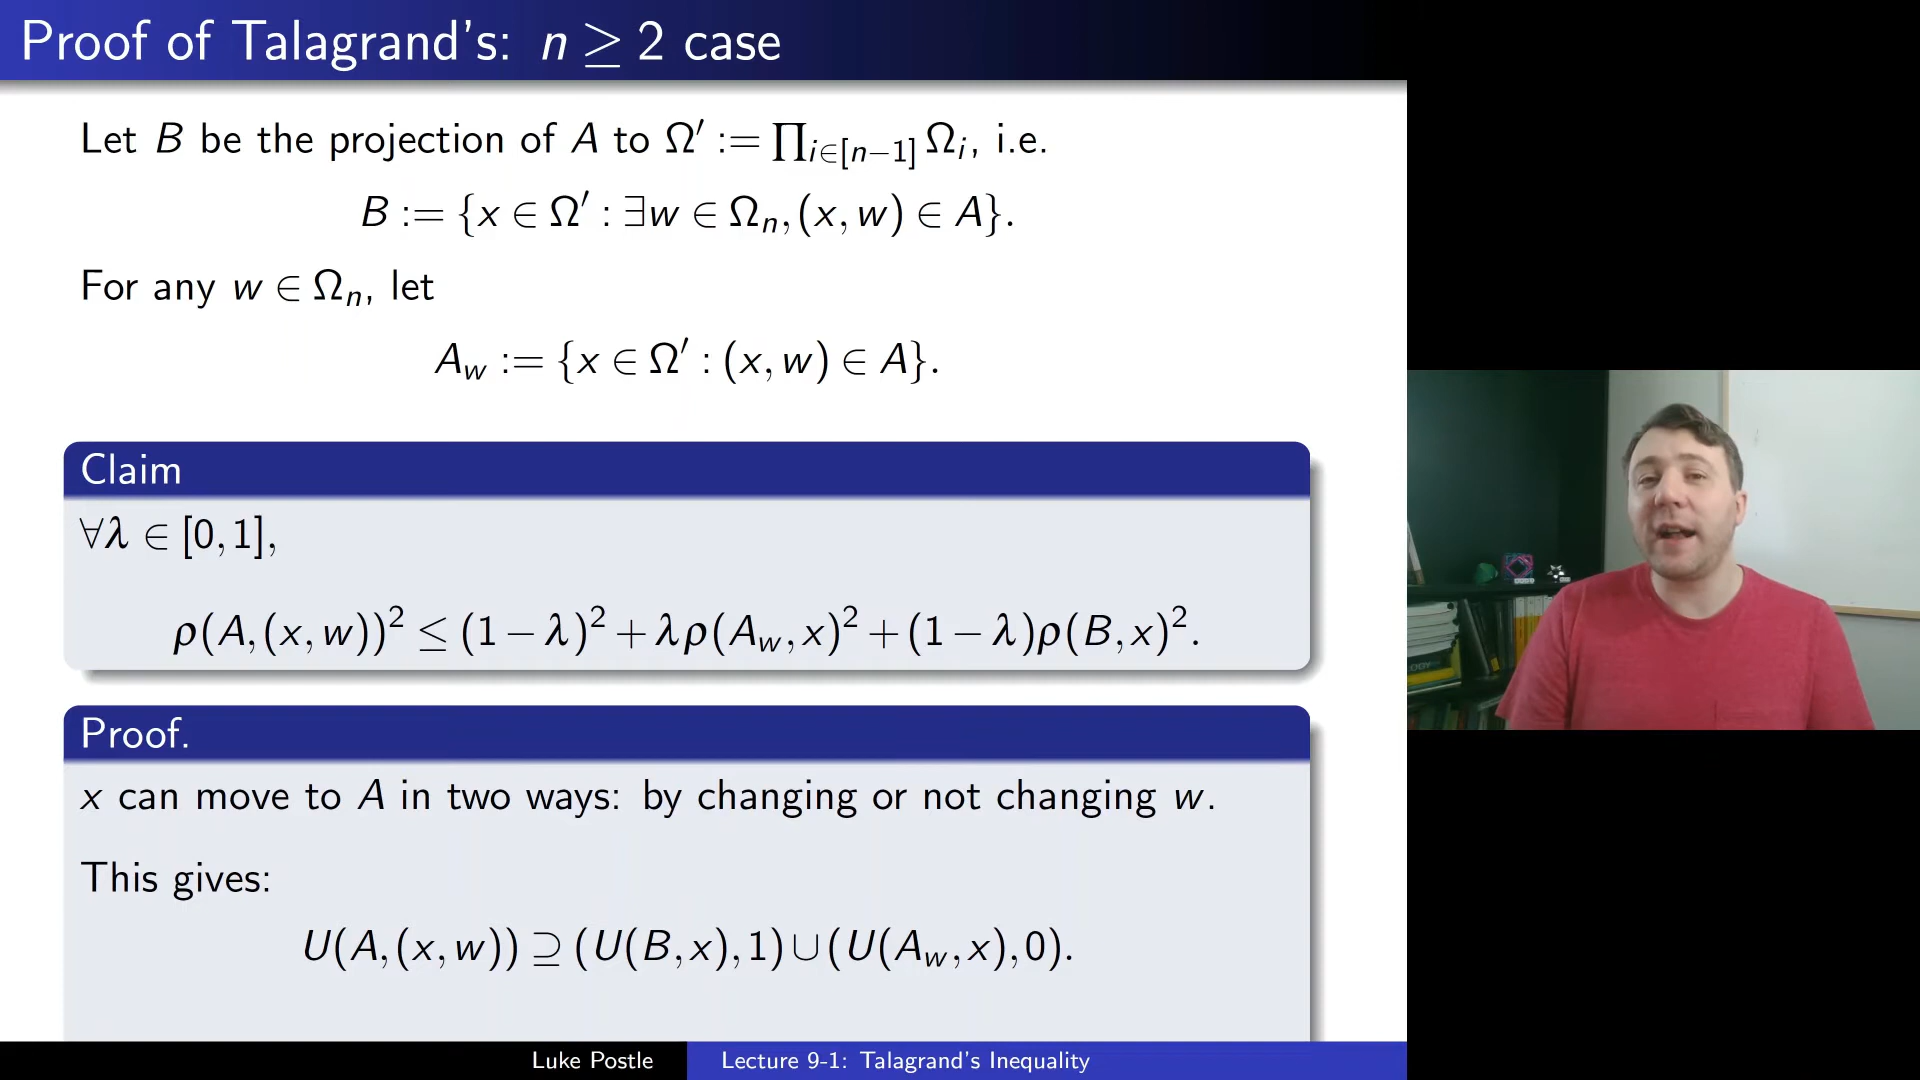 Proof of Talagrand's: n ≥ 2 case
Let B be the projection of A to Ω′ := ∏_{i∈[n−1]} Ω_i, i.e.
B := {x ∈ Ω′ : ∃w ∈ Ω_n, (x, w) ∈ A}.
For any w ∈ Ω_n, let
A_w := {x ∈ Ω′ : (x, w) ∈ A}.
Claim
∀λ ∈ [0, 1],
ρ(A, (x, w))² ≤ (1 − λ)² + λρ(A_w, x)² + (1 − λ)ρ(B, x)².
Proof.
x can move to A in two ways: by changing or not changing w.
This gives:
U(A, (x, w)) ⊇ (U(B, x), 1) ∪ (U(A_w, x), 0).
Luke Postle
Lecture 9-1: Talagrand's Inequality